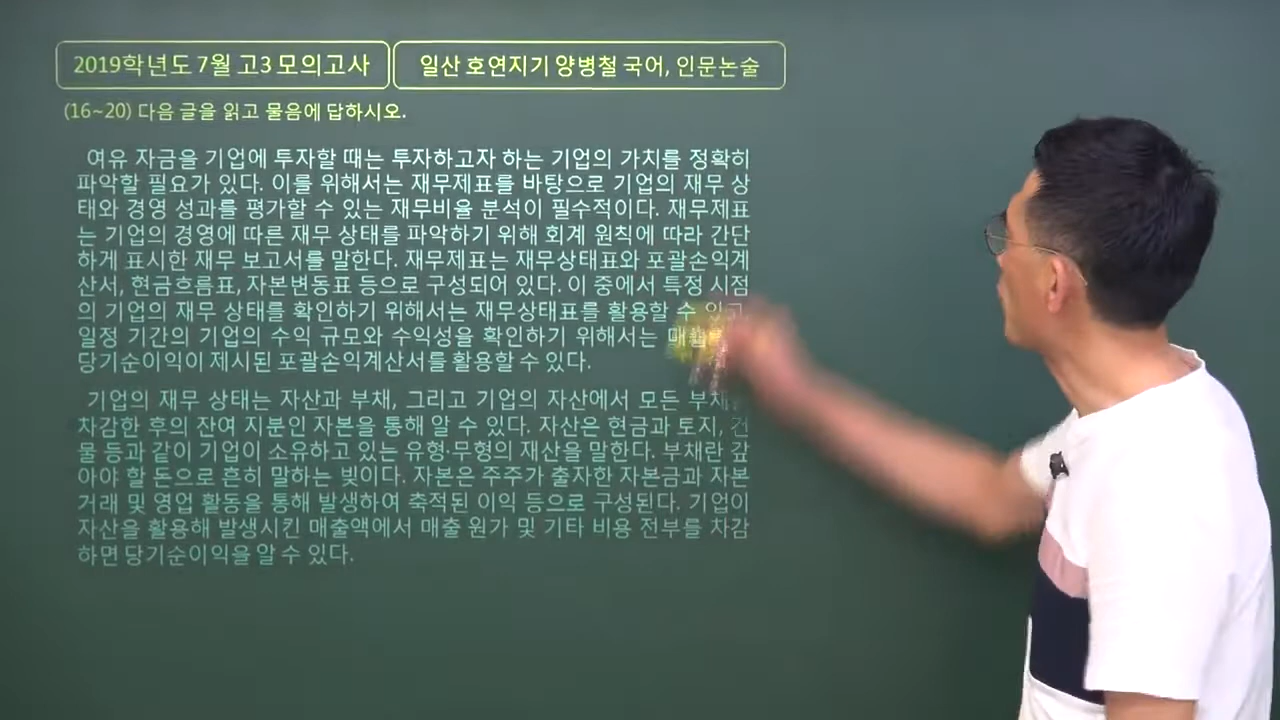 2019학년도 7월 고3 모의고사
일산 호연지기 양병철 국어, 인문논술
(16~20) 다음 글을 읽고 물음에 답하시오.
여유 자금을 기업에 투자할 때는 투자하고자 하는 기업의 가치를 정확히
파악할 필요가 있다. 이를 위해서는 재무제표를 바탕으로 기업의 재무 상
태와 경영 성과를 평가할 수 있는 재무비율 분석이 필수적이다. 재무제표
는 기업의 경영에 따른 재무 상태를 파악하기 위해 회계 원칙에 따라 간단
하게 표시한 재무 보고서를 말한다. 재무제표는 재무상태표와 포괄손익계
산서, 현금흐름표, 자본변동표 등으로 구성되어 있다. 이 중에서 특정 시점
의 기업의 재무 상태를 확인하기 위해서는 재무상태표를 활용할 수 있고,
일정 기간의 기업의 수익 규모와 수익성을 확인하기 위해서는
당기순이익이 제시된 포괄손익계산서를 활용할 수 있다.
기업의 재무 상태는 자산과 부채, 그리고 기업의 자산에서 모든
차감한 후의 잔여 지분인 자본을 통해 알 수 있다. 자산은 현금과 토지, 건
물 등과 같이 기업이 소유하고 있는 유형·무형의 재산을 말한다. 부채란 갚
아야 할 돈으로 흔히 말하는 빚이다. 자본은 주주가 출자한 자본금과 자본
거래 및 영업 활동을 통해 발생하여 축적된 이익 등으로 구성된다. 기업이
자산을 활용해 발생시킨 매출액에서 매출 원가 및 기타 비용 전부를 차감
하면 당기순이익을 알 수 있다.